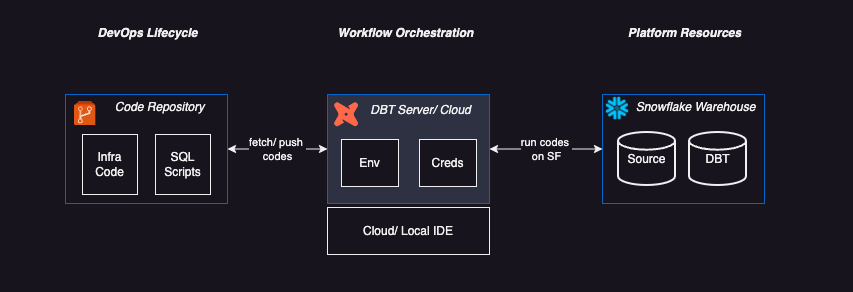 DevOps Lifecycle
Workflow Orchestration
Platform Resources
Code Repository
Infra
Code
SQL
Scripts
fetch/ push
codes
DBT Server/ Cloud
Env
Creds
Cloud/ Local IDE
run codes
on SF
Snowflake Warehouse
Source
DBT